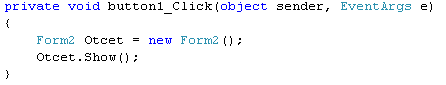 private void button1_Click(object sender, EventArgs e)
{
    Form2 Otcet = new Form2();
    Otcet.Show();
}